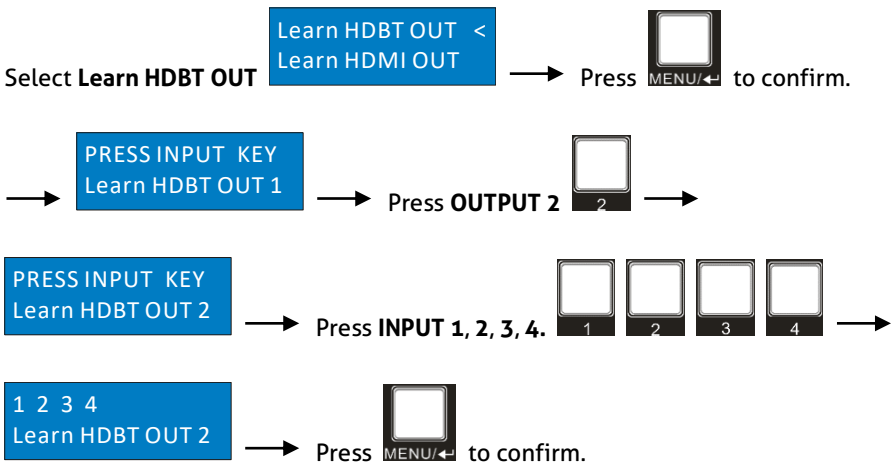 Learn HDBT OUT <
Learn HDMI OUT
Select Learn HDBT OUT
Press MENU/↵ to confirm.
PRESS INPUT KEY
Learn HDBT OUT 1
Press OUTPUT 2
2
PRESS INPUT KEY
Learn HDBT OUT 2
Press INPUT 1, 2, 3, 4.
1 2 3 4
1 2 3 4
Learn HDBT OUT 2
Press MENU/↵ to confirm.